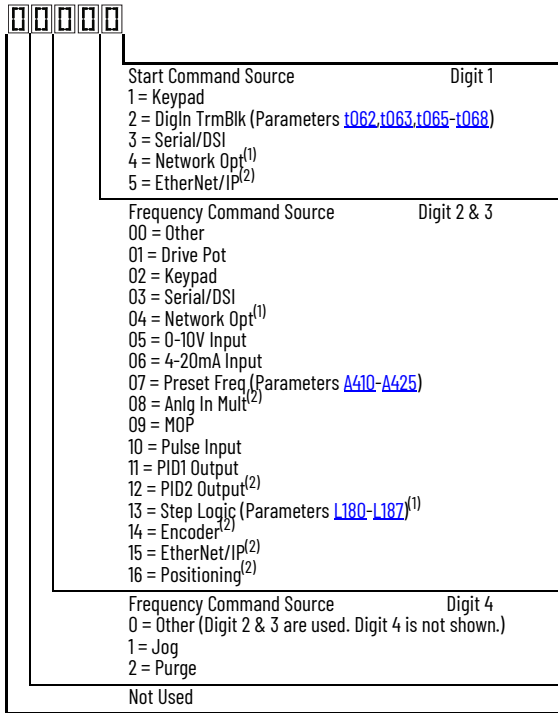 00000
Start Command Source Digit 1
1 = Keypad
2 = DigIn TrmBlk (Parameters t062,t063,t065-t068)
3 = Serial/DSI
4 = Network Opt(1)
5 = EtherNet/IP(2)
Frequency Command Source Digit 2 & 3
00 = Other
01 = Drive Pot
02 = Keypad
03 = Serial/DSI
04 = Network Opt(1)
05 = 0-10V Input
06 = 4-20mA Input
07 = Preset Freq (Parameters A410-A425)
08 = Anlg In Mult(2)
09 = MOP
10 = Pulse Input
11 = PID1 Output
12 = PID2 Output(2)
13 = Step Logic (Parameters L180-L187)(1)
14 = Encoder(2)
15 = EtherNet/IP(2)
16 = Positioning(2)
Frequency Command Source Digit 4
0 = Other (Digit 2 & 3 are used. Digit 4 is not shown.)
1 = Jog
2 = Purge
Not Used